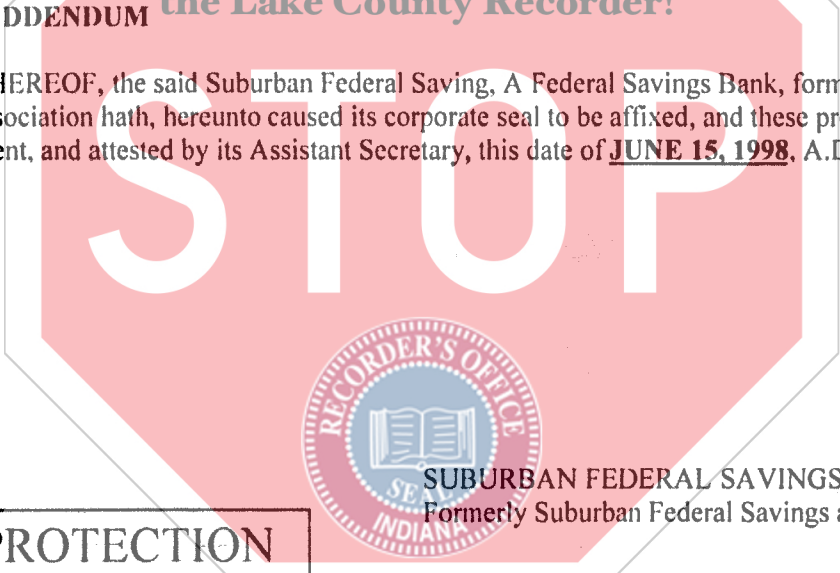 the Lake County Recorder!
DDENDUM
HEREOF, the said Suburban Federal Saving, A Federal Savings Bank, form
sociation hath, hereunto caused its corporate seal to be affixed, and these pr
ent, and attested by its Assistant Secretary, this date of JUNE 15, 1998, A.D
STOP
RECORDER'S OFFICE
SEAL
INDIANA
SUBURBAN FEDERAL SAVINGS
Formerly Suburban Federal Savings a
PROTECTION